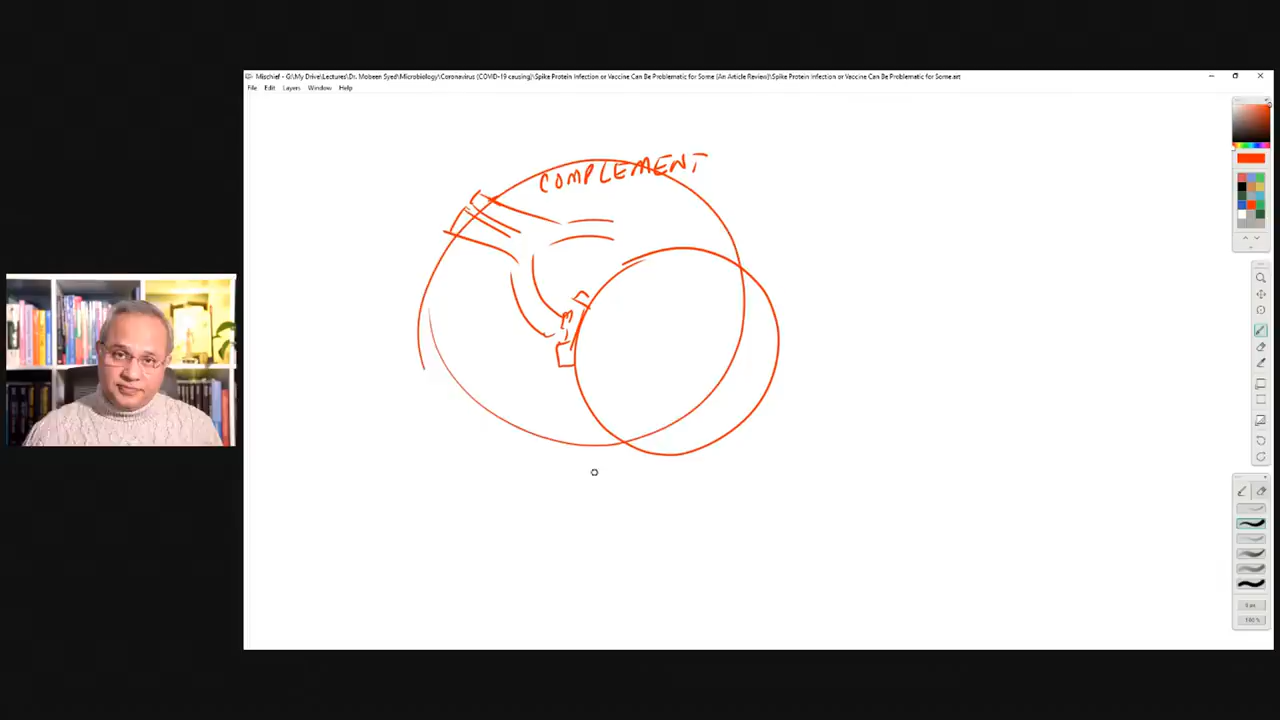 Mischief - G:\My Drive\Lectures\Dr. Mobeen Syed\Microbiology\Coronavirus (COVID-19 causing)\Spike Protein Infection or Vaccine Can Be Problematic for Some (An Article Review)\Spike Protein Infection or Vaccine Can Be Problematic for Some.art
File Edit Layers Window Help
COMPLEMENT